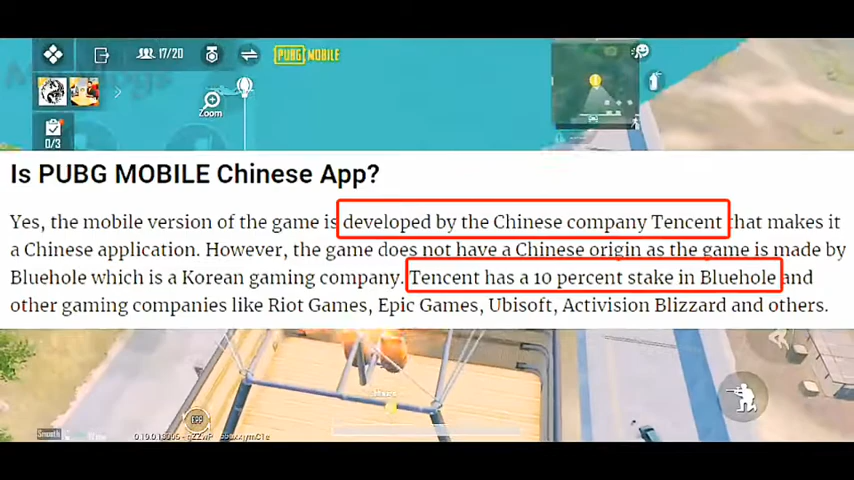 17/20
PUBG MOBILE
Zoom
0/3
Is PUBG MOBILE Chinese App?
Yes, the mobile version of the game is developed by the Chinese company Tencent that makes it
a Chinese application. However, the game does not have a Chinese origin as the game is made by
Bluehole which is a Korean gaming company. Tencent has a 10 percent stake in Bluehole and
other gaming companies like Riot Games, Epic Games, Ubisoft, Activision Blizzard and others.
Smooth